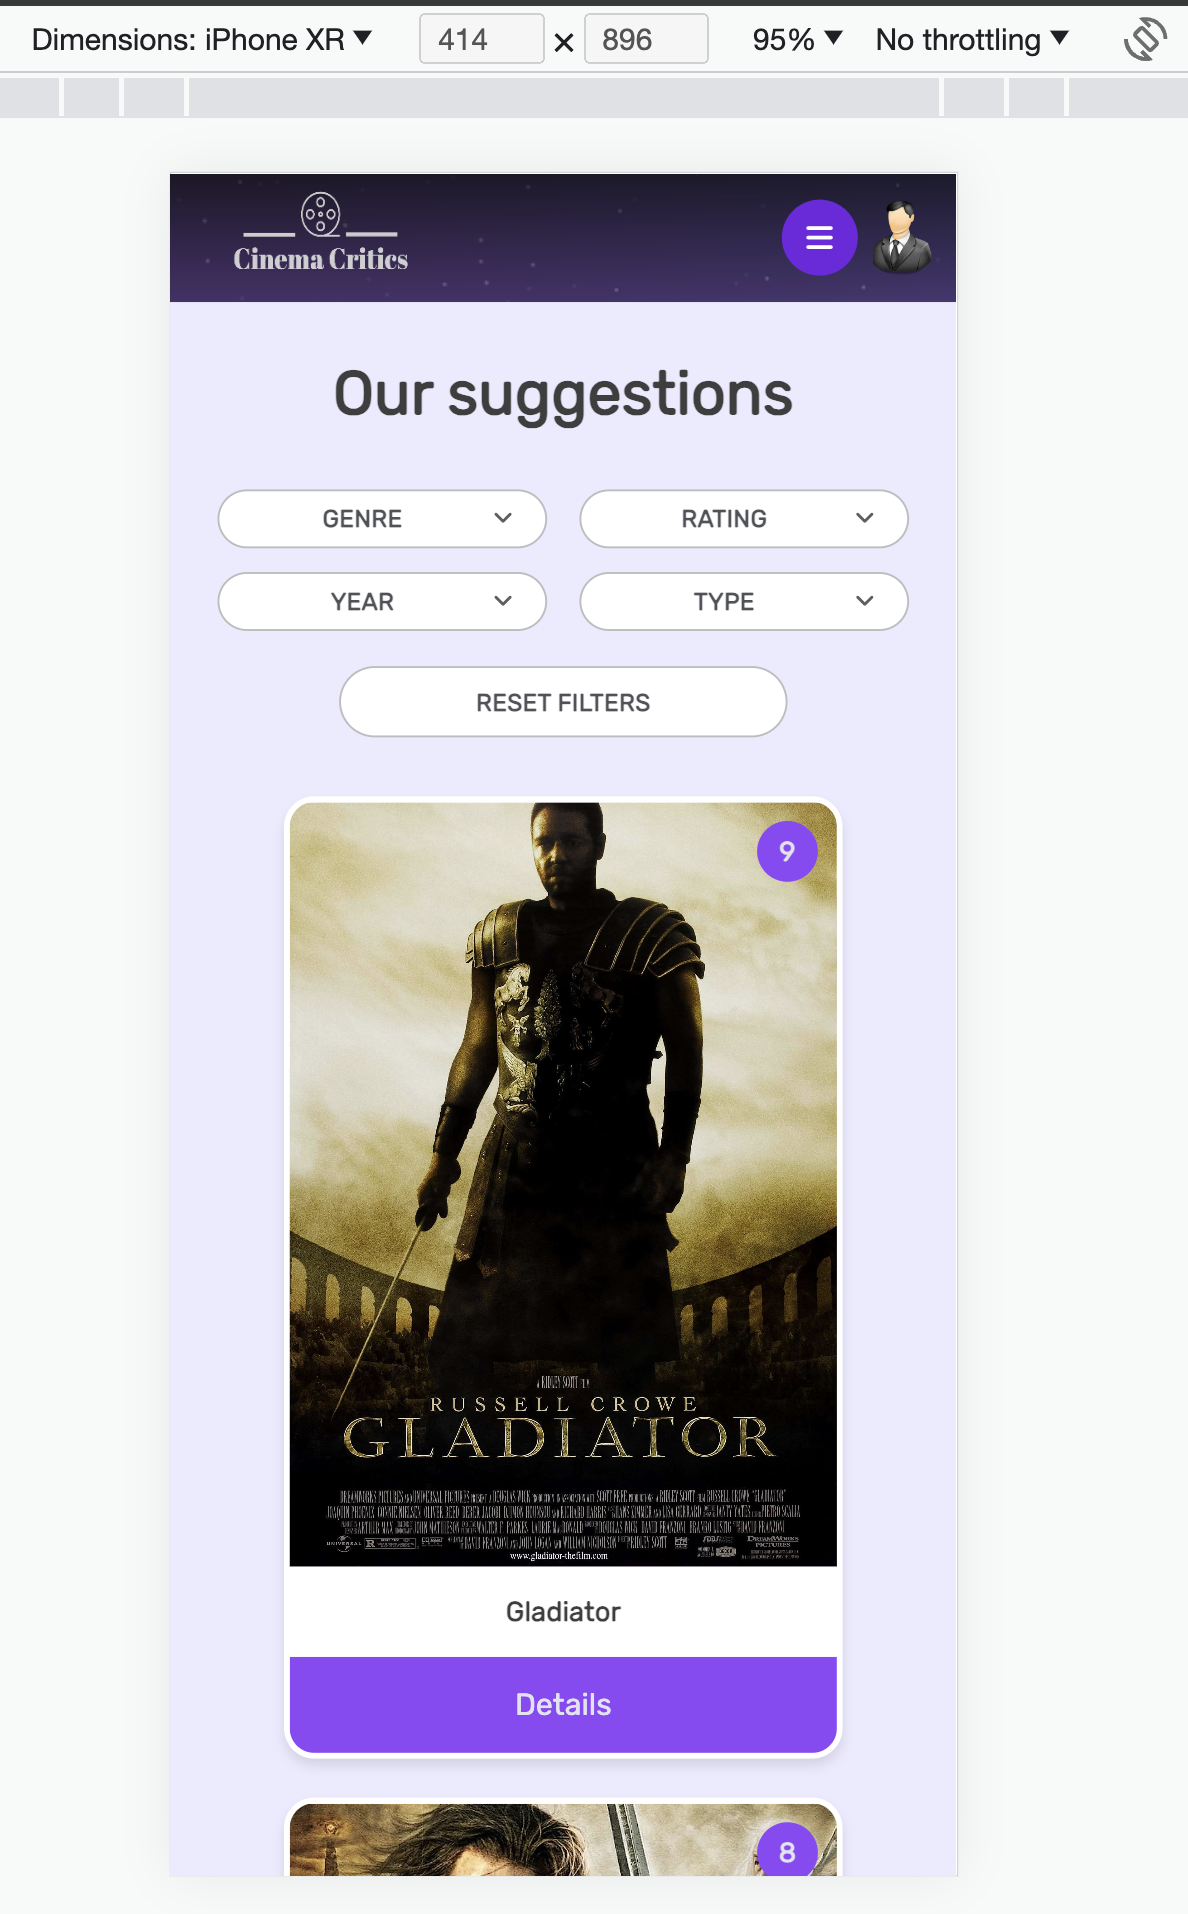 Dimensions: iPhone XR
414 × 896
95%
No throttling
Cinema Critics
Our suggestions
GENRE
RATING
YEAR
TYPE
RESET FILTERS
9
A RIDLEY SCOTT FILM
RUSSELL CROWE
GLADIATOR
www.gladiator-thefilm.com
Gladiator
Details
8